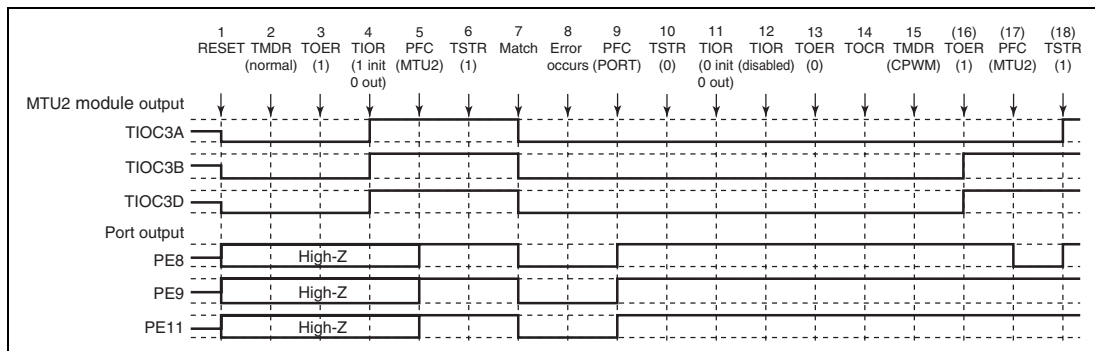 1 2 3 4 5 6 7 8 9 10 11 12 13 14 15 (16) (17) (18)
RESET TMDR TOER TIOR PFC TSTR Match Error PFC TSTR TIOR TIOR TOER TOCR TMDR TOER PFC TSTR
(normal) (1) (1 init (MTU2) (1) occurs (PORT) (0) (0 init (disabled) (0) (CPWM) (1) (MTU2) (1)
0 out) 0 out)
MTU2 module output
TIOC3A
TIOC3B
TIOC3D
Port output
PE8 High-Z
PE9 High-Z
PE11 High-Z